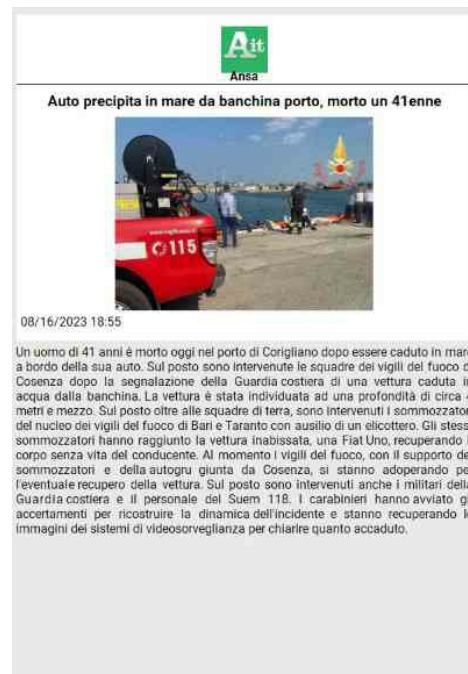 Ait
Ansa
Auto precipita in mare da banchina porto, morto un 41enne
115
08/16/2023 18:55
Un uomo di 41 anni è morto oggi nel porto di Corigliano dopo essere caduto in mare
a bordo della sua auto. Sul posto sono intervenute le squadre dei vigili del fuoco di
Cosenza dopo la segnalazione della Guardia costiera di una vettura caduta in
acqua dalla banchina. La vettura è stata individuata ad una profondità di circa 4
metri e mezzo. Sul posto oltre alle squadre di terra, sono intervenuti i sommozzatori
del nucleo dei vigili del fuoco di Bari e Taranto con ausilio di un elicottero. Gli stessi
sommozzatori hanno raggiunto la vettura inabissata, una Fiat Uno, recuperando il
corpo senza vita del conducente. Al momento i vigili del fuoco, con il supporto dei
sommozzatori e della autogru giunta da Cosenza, si stanno adoperando per
l'eventuale recupero della vettura. Sul posto sono intervenuti anche i militari della
Guardia costiera e il personale del Suem 118. I carabinieri hanno avviato gli
accertamenti per ricostruire la dinamica dell'incidente e stanno recuperando le
immagini dei sistemi di videosorveglianza per chiarire quanto accaduto.